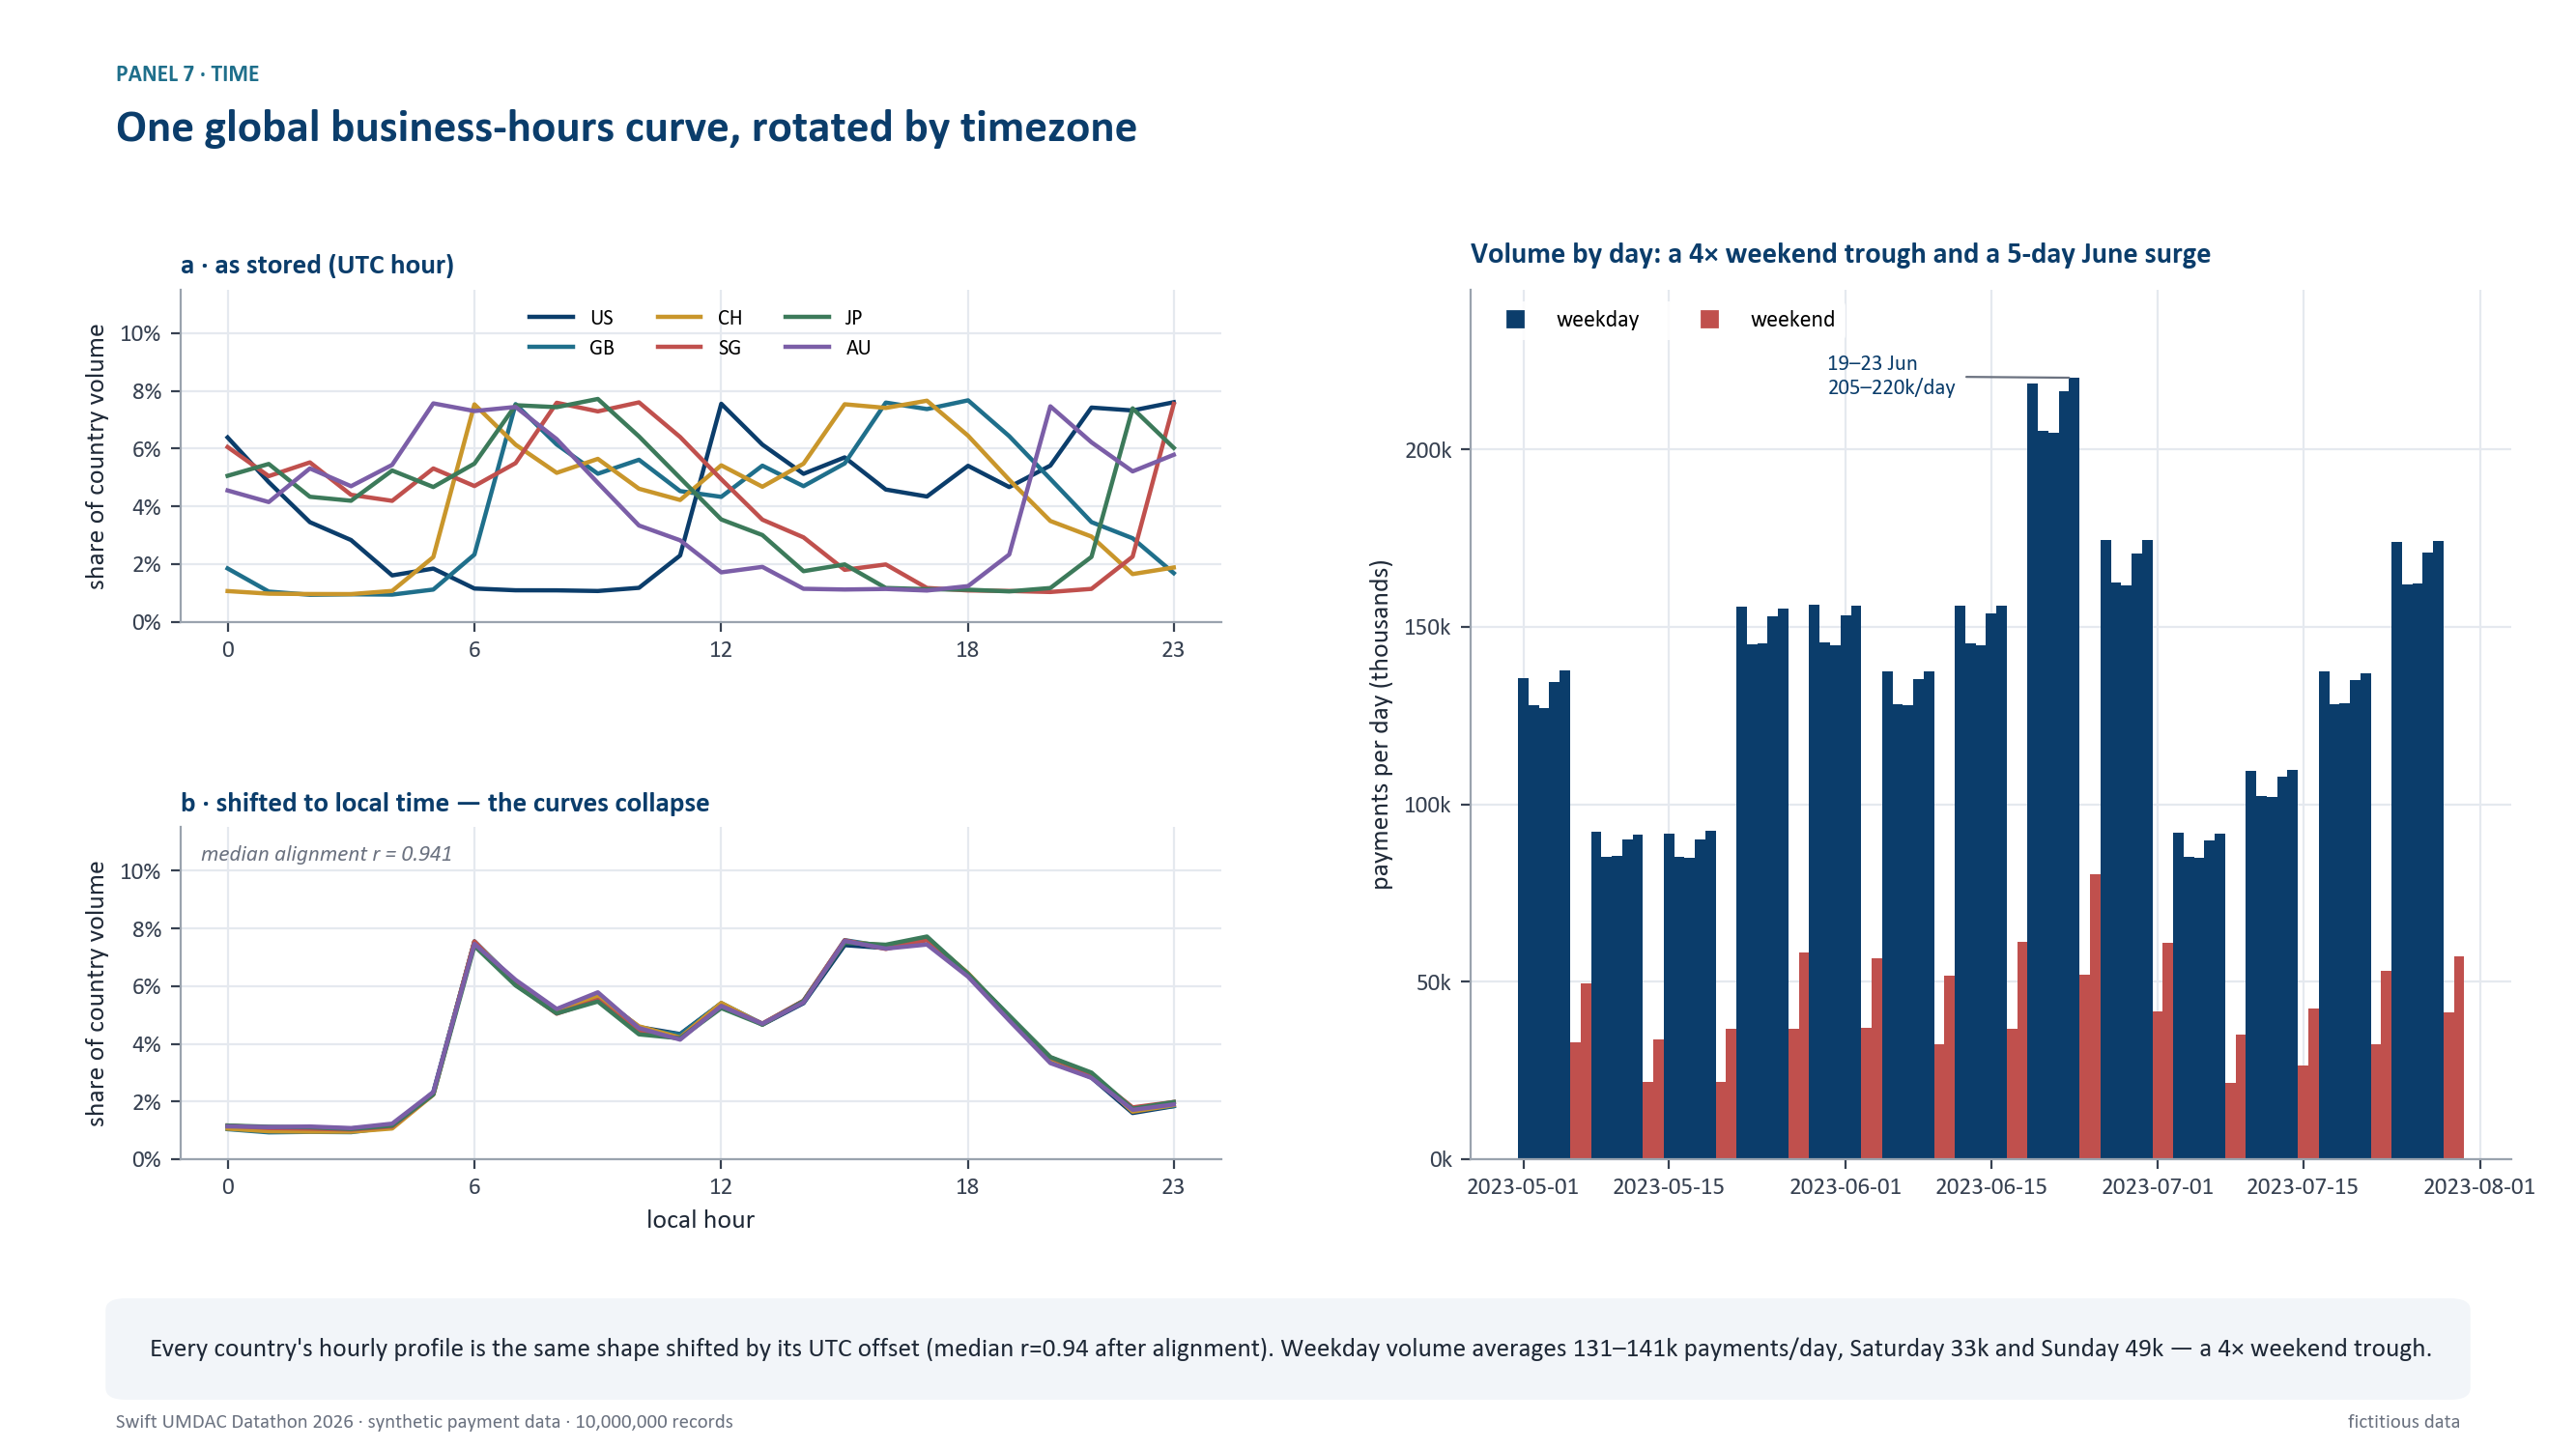 PANEL 7 · TIME
One global business-hours curve, rotated by timezone
a · as stored (UTC hour)
share of country volume
10%
8%
6%
4%
2%
0%
US
CH
JP
GB
SG
AU
0
6
12
18
23
b · shifted to local time — the curves collapse
share of country volume
median alignment r = 0.941
10%
8%
6%
4%
2%
0%
0
6
12
18
23
local hour
Volume by day: a 4× weekend trough and a 5-day June surge
payments per day (thousands)
weekday
weekend
19–23 Jun
205–220k/day
200k
150k
100k
50k
0k
2023-05-01
2023-05-15
2023-06-01
2023-06-15
2023-07-01
2023-07-15
2023-08-01
Every country's hourly profile is the same shape shifted by its UTC offset (median r=0.94 after alignment). Weekday volume averages 131–141k payments/day, Saturday 33k and Sunday 49k — a 4× weekend trough.
Swift UMDAC Datathon 2026 · synthetic payment data · 10,000,000 records
fictitious data